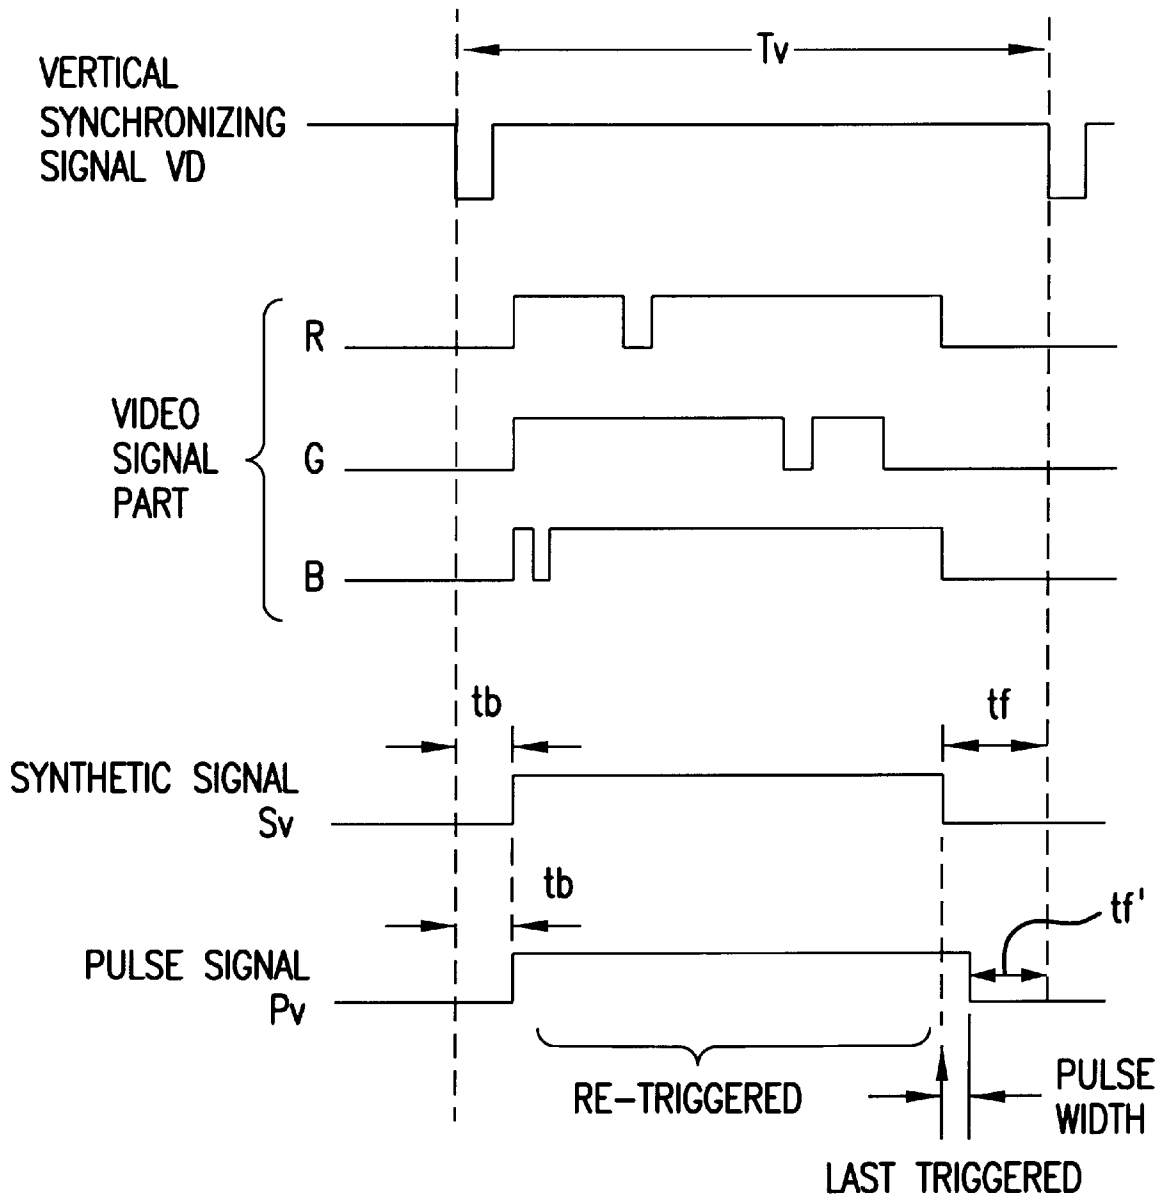 Tv
VERTICAL
SYNCHRONIZING
SIGNAL VD
R
VIDEO
SIGNAL
PART
G
B
tb
tf
SYNTHETIC SIGNAL
Sv
tb
tf'
PULSE SIGNAL
Pv
RE-TRIGGERED
PULSE
WIDTH
LAST TRIGGERED